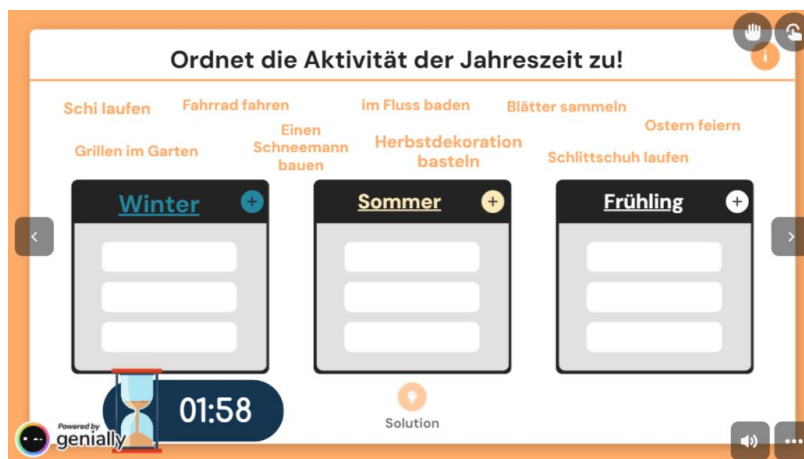 Ordnet die Aktivität der Jahreszeit zu!
Schi laufen
Fahrrad fahren
im Fluss baden
Blätter sammeln
Ostern feiern
Grillen im Garten
Einen
Schneemann
bauen
Herbstdekoration
basteln
Schlittschuh laufen
Winter
Sommer
Frühling
01:58
Solution
Powered by
genially